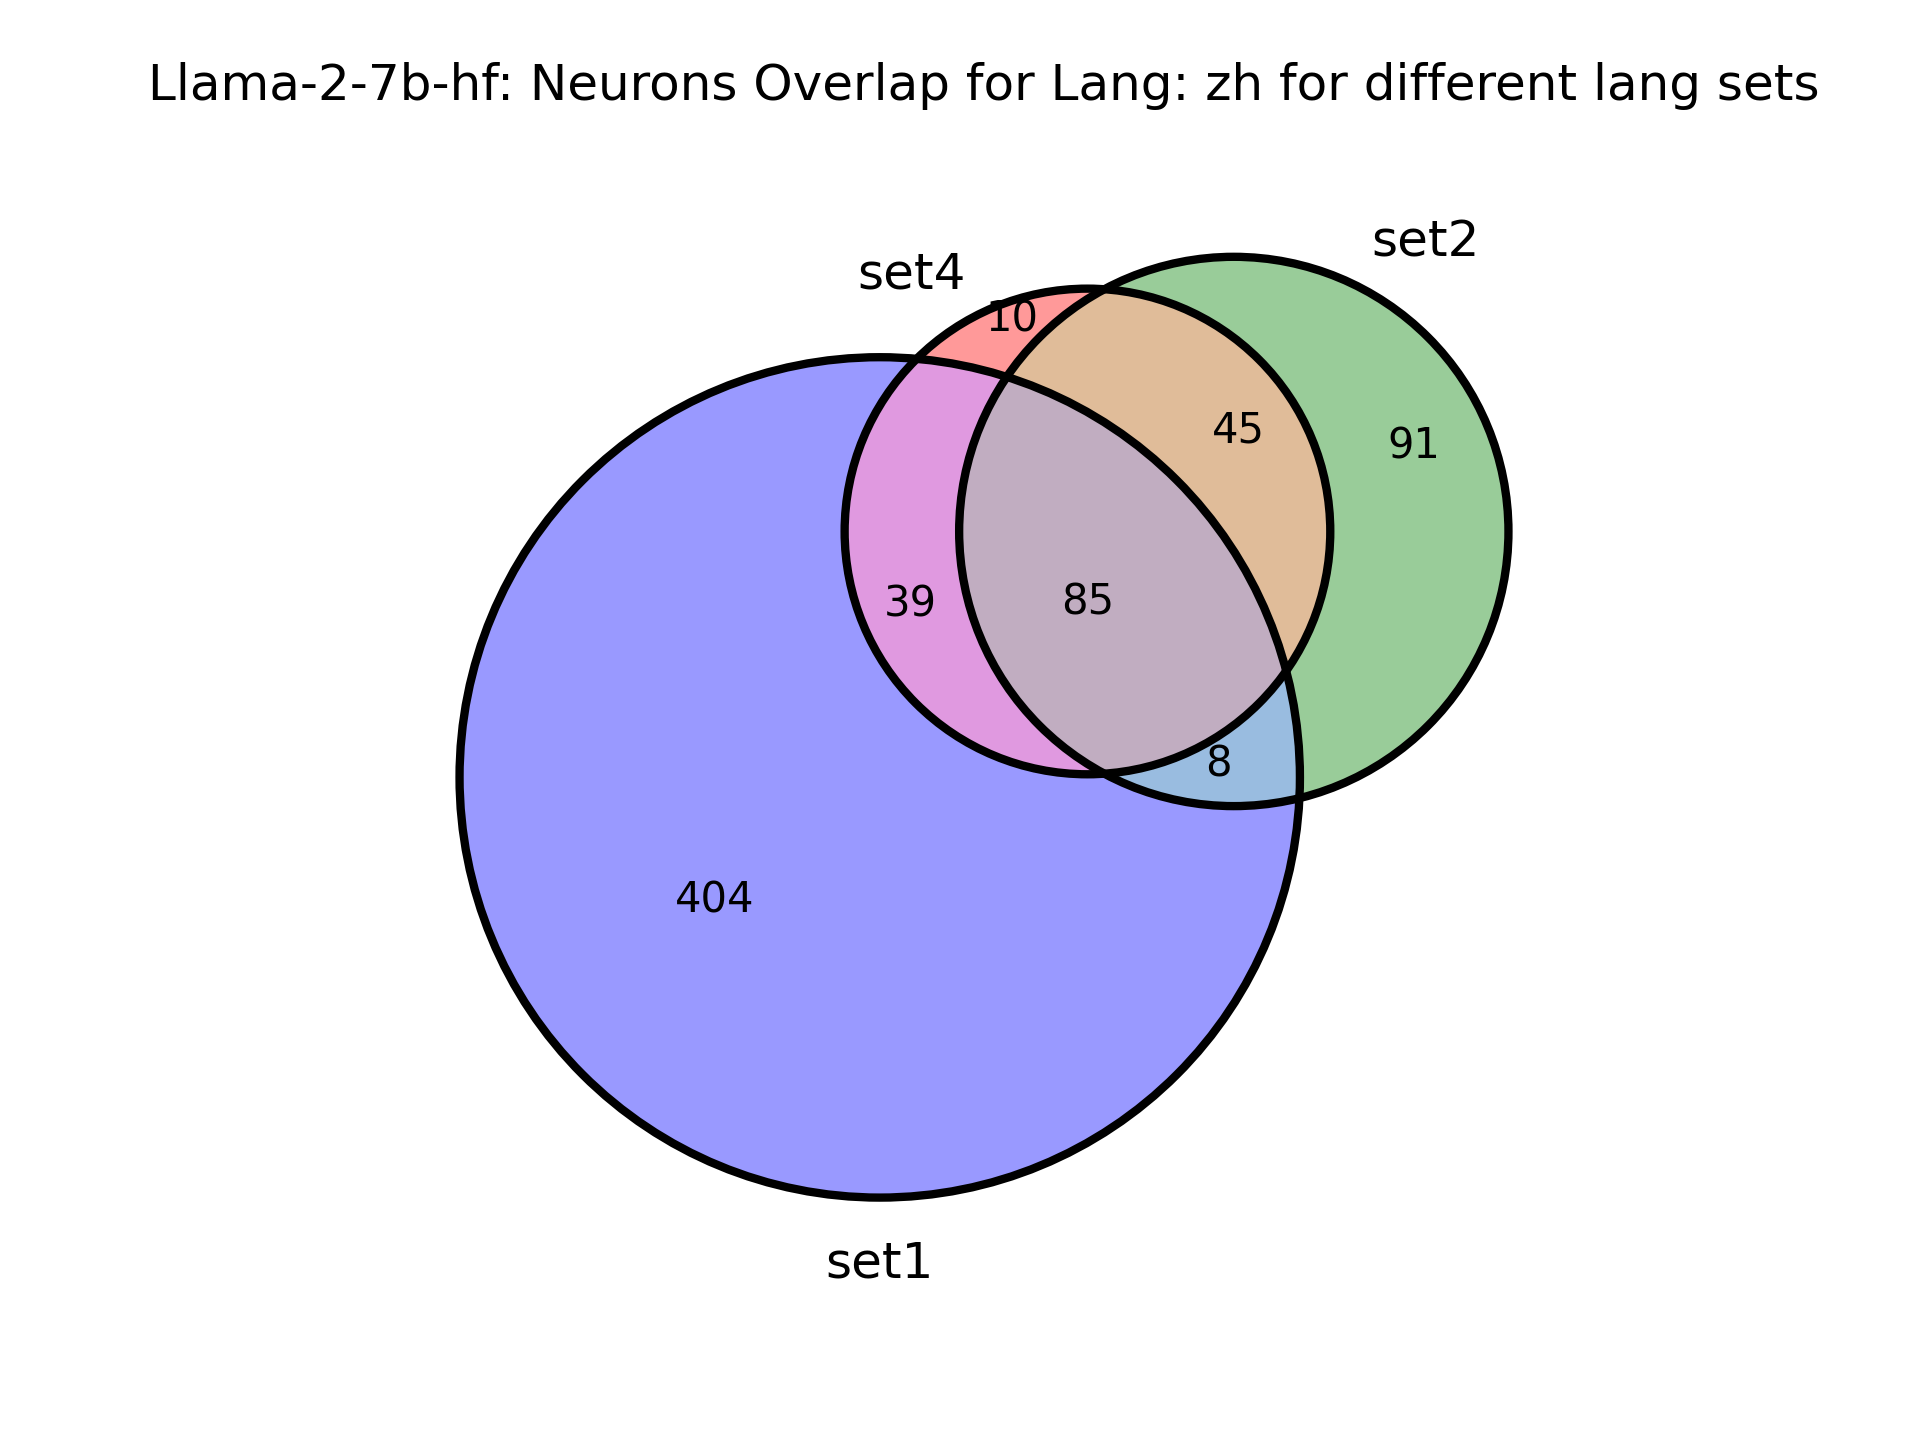 Llama-2-7b-hf: Neurons Overlap for Lang: zh for different lang sets
set2
set4
10
45
91
39
85
8
404
set1